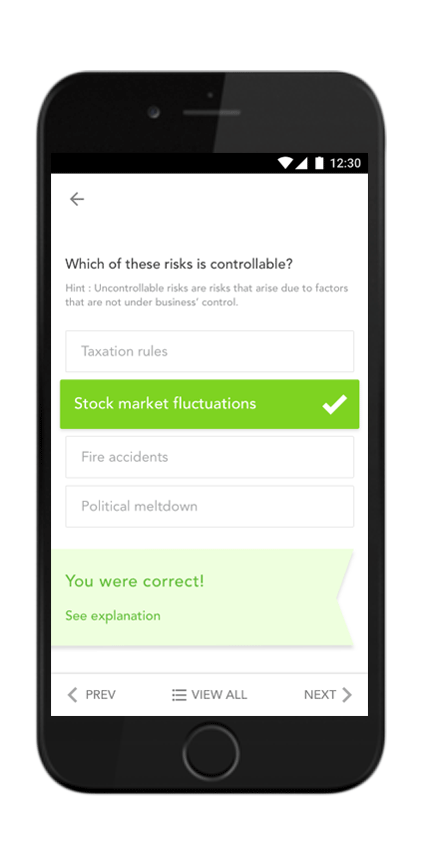 12:30
Which of these risks is controllable?
Hint : Uncontrollable risks are risks that arise due to factors
that are not under business' control.
Taxation rules
Stock market fluctuations
Fire accidents
Political meltdown
You were correct!
See explanation
PREV VIEW ALL NEXT